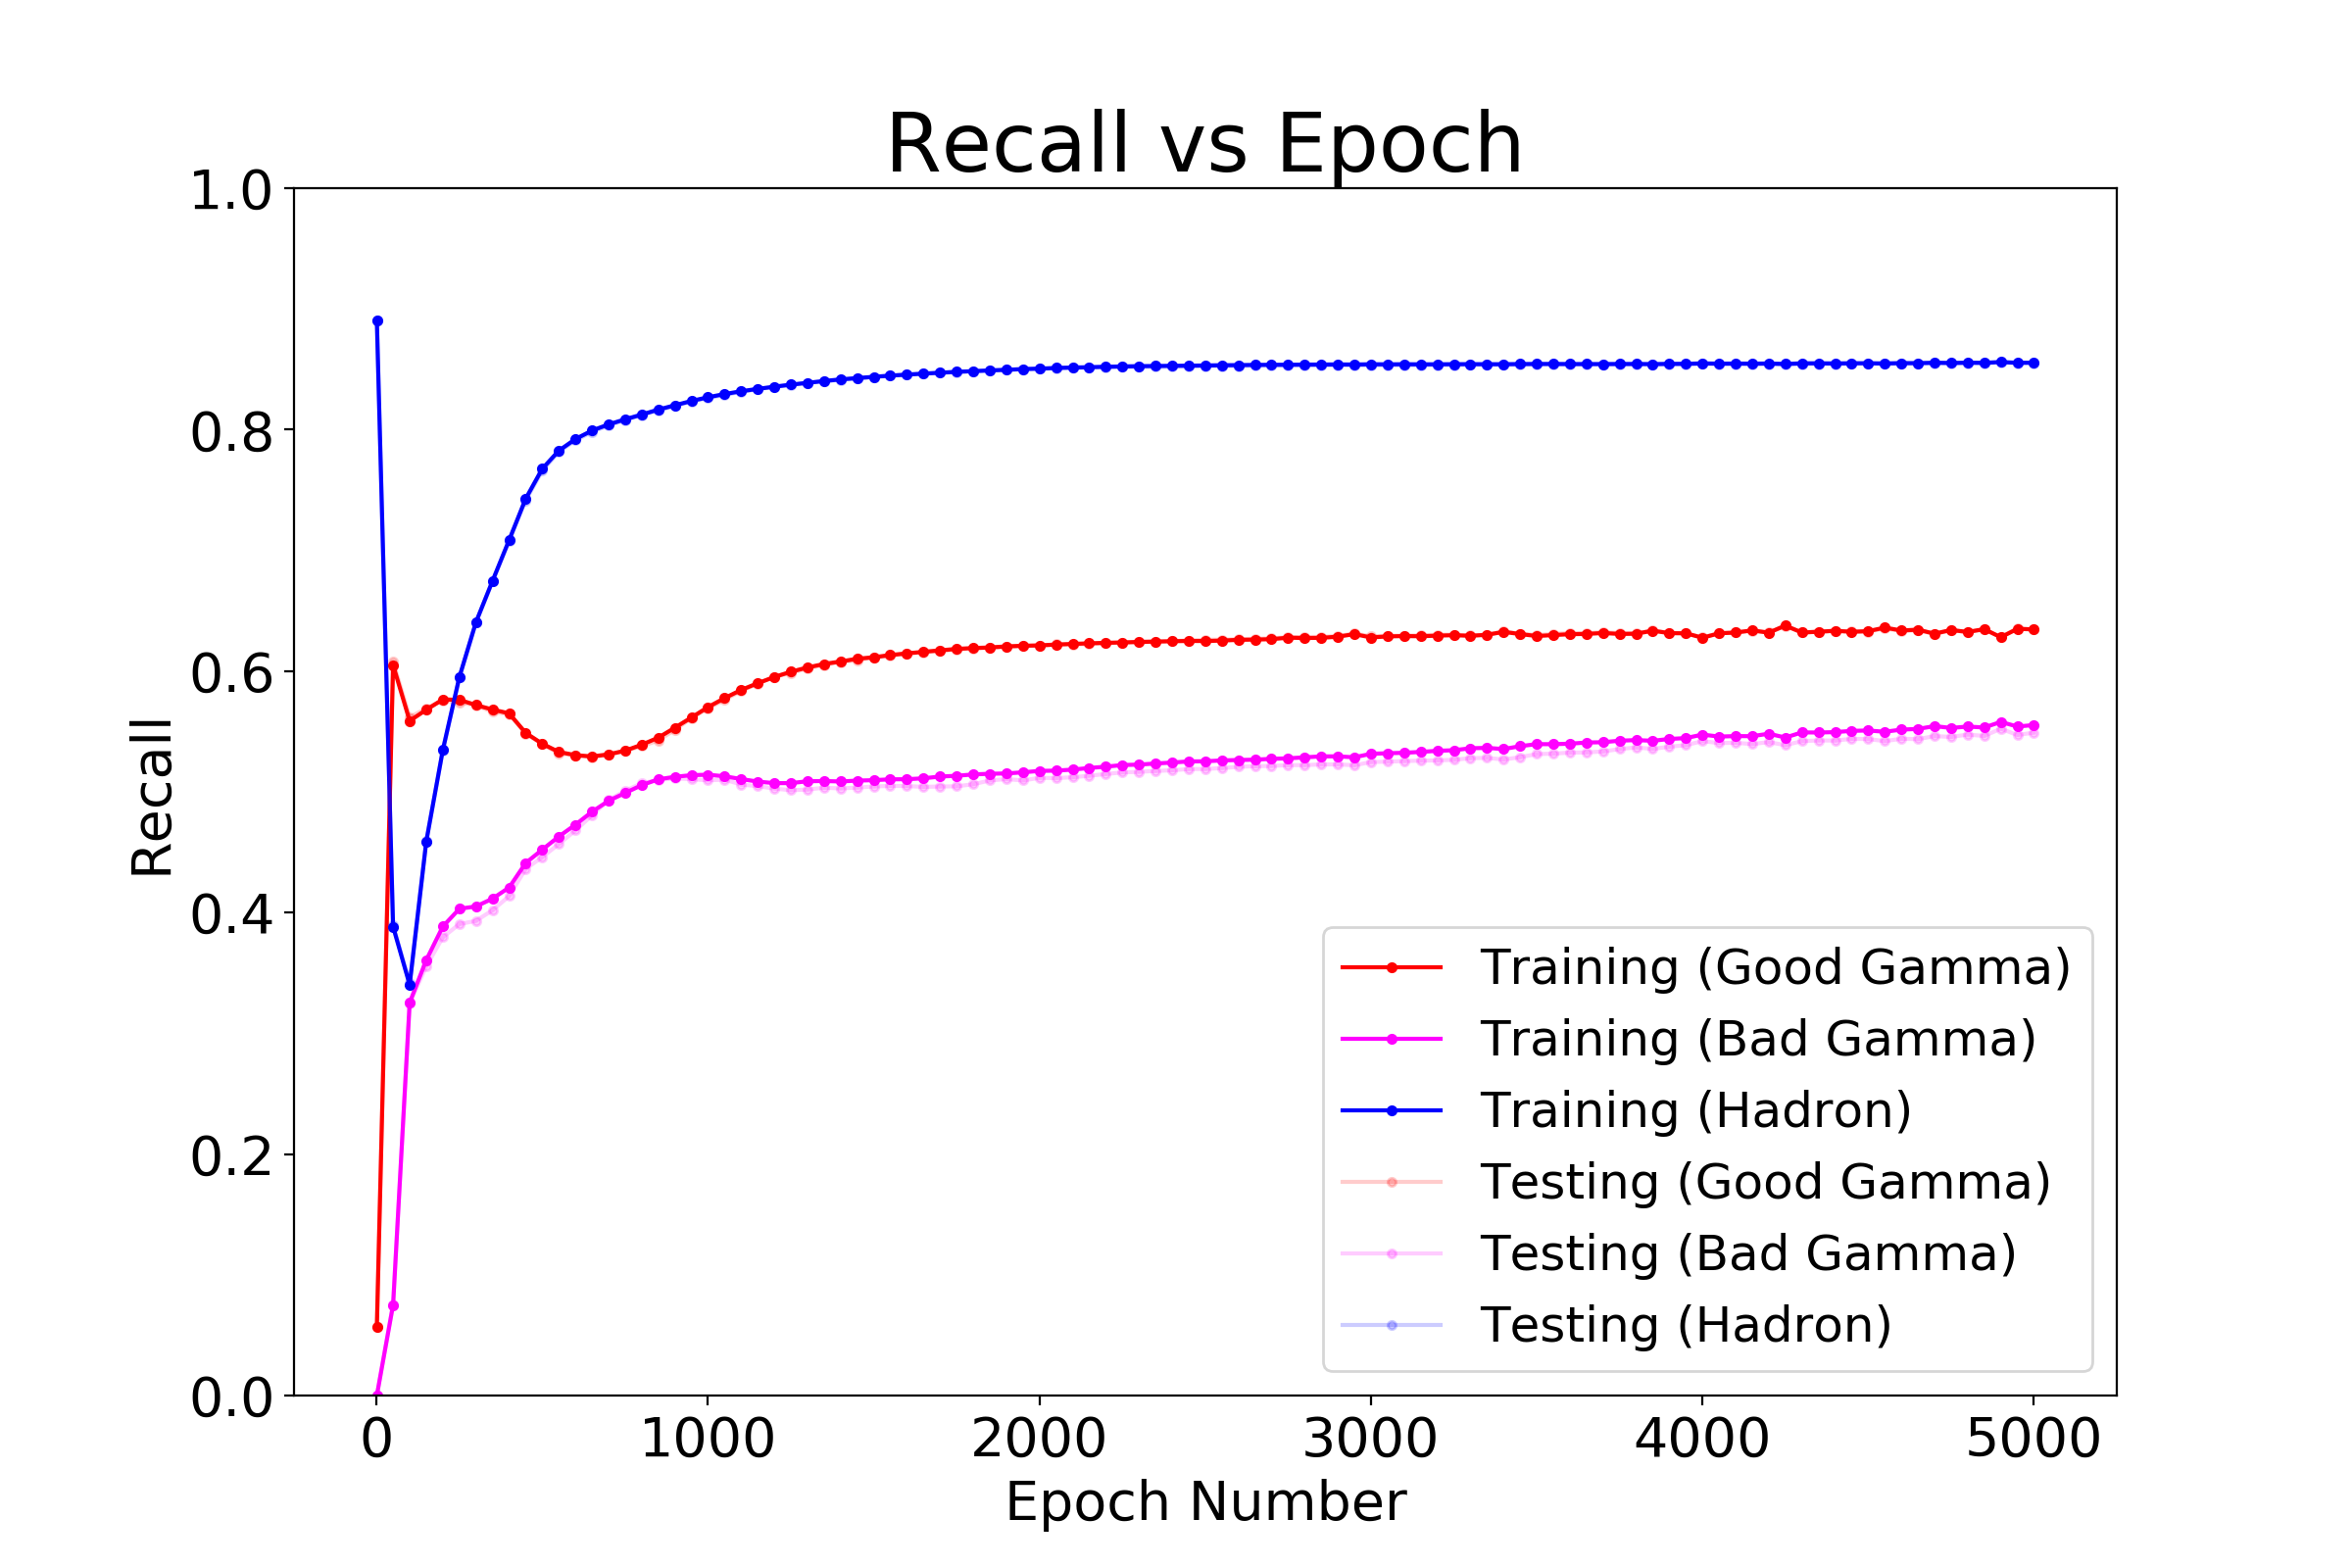 Recall vs Epoch
1.0
0.8
0.6
0.4
0.2
0.0
Recall
0 1000 2000 3000 4000 5000
Epoch Number
Training (Good Gamma)
Training (Bad Gamma)
Training (Hadron)
Testing (Good Gamma)
Testing (Bad Gamma)
Testing (Hadron)